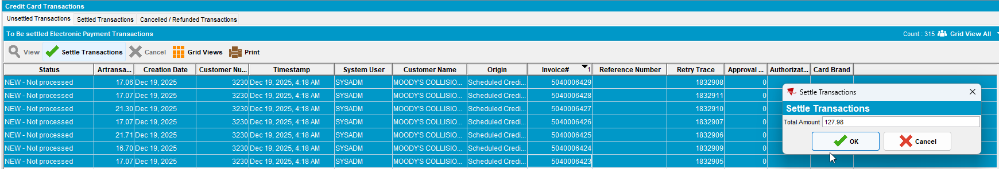 Credit Card Transactions
Unsettled Transactions Settled Transactions Cancelled / Refunded Transactions
To Be settled Electronic Payment Transactions Count : 315 Grid View All
View Settle Transactions Cancel Grid Views Print
Status Artransa... Creation Date Customer Nu... Timestamp System User Customer Name Origin Invoice# 1 Reference Number Retry Trace Approval ... Authorizat... Card Brand
NEW - Not processed 17.06 Dec 19, 2025 3230 Dec 19, 2025, 4:18 AM SYSADM MOODY'S COLLISIO... Scheduled Credi... 5040006429 1832908 0
NEW - Not processed 17.07 Dec 19, 2025 3230 Dec 19, 2025, 4:18 AM SYSADM MOODY'S COLLISIO... Scheduled Credi... 5040006428 1832911 0
NEW - Not processed 21.30 Dec 19, 2025 3230 Dec 19, 2025, 4:18 AM SYSADM MOODY'S COLLISIO... Scheduled Credi... 5040006427 1832910 0
NEW - Not processed 17.07 Dec 19, 2025 3230 Dec 19, 2025, 4:18 AM SYSADM MOODY'S COLLISIO... Scheduled Credi... 5040006426 1832907 0
NEW - Not processed 21.71 Dec 19, 2025 3230 Dec 19, 2025, 4:18 AM SYSADM MOODY'S COLLISIO... Scheduled Credi... 5040006425 1832906 0
NEW - Not processed 16.70 Dec 19, 2025 3230 Dec 19, 2025, 4:18 AM SYSADM MOODY'S COLLISIO... Scheduled Credi... 5040006424 1832909 0
NEW - Not processed 17.07 Dec 19, 2025 3230 Dec 19, 2025, 4:18 AM SYSADM MOODY'S COLLISIO... Scheduled Credi... 5040006423 1832905 0
Settle Transactions
Settle Transactions
Total Amount 127.98
OK Cancel